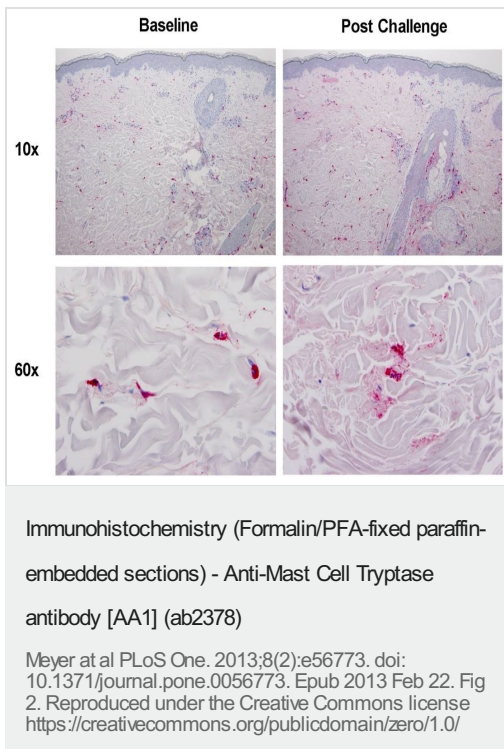 Baseline Post Challenge
10x
60x
Immunohistochemistry (Formalin/PFA-fixed paraffin-
embedded sections) - Anti-Mast Cell Tryptase
antibody [AA1] (ab2378)
Meyer at al PLoS One. 2013;8(2):e56773. doi:
10.1371/journal.pone.0056773. Epub 2013 Feb 22. Fig
2. Reproduced under the Creative Commons license
https://creativecommons.org/publicdomain/zero/1.0/